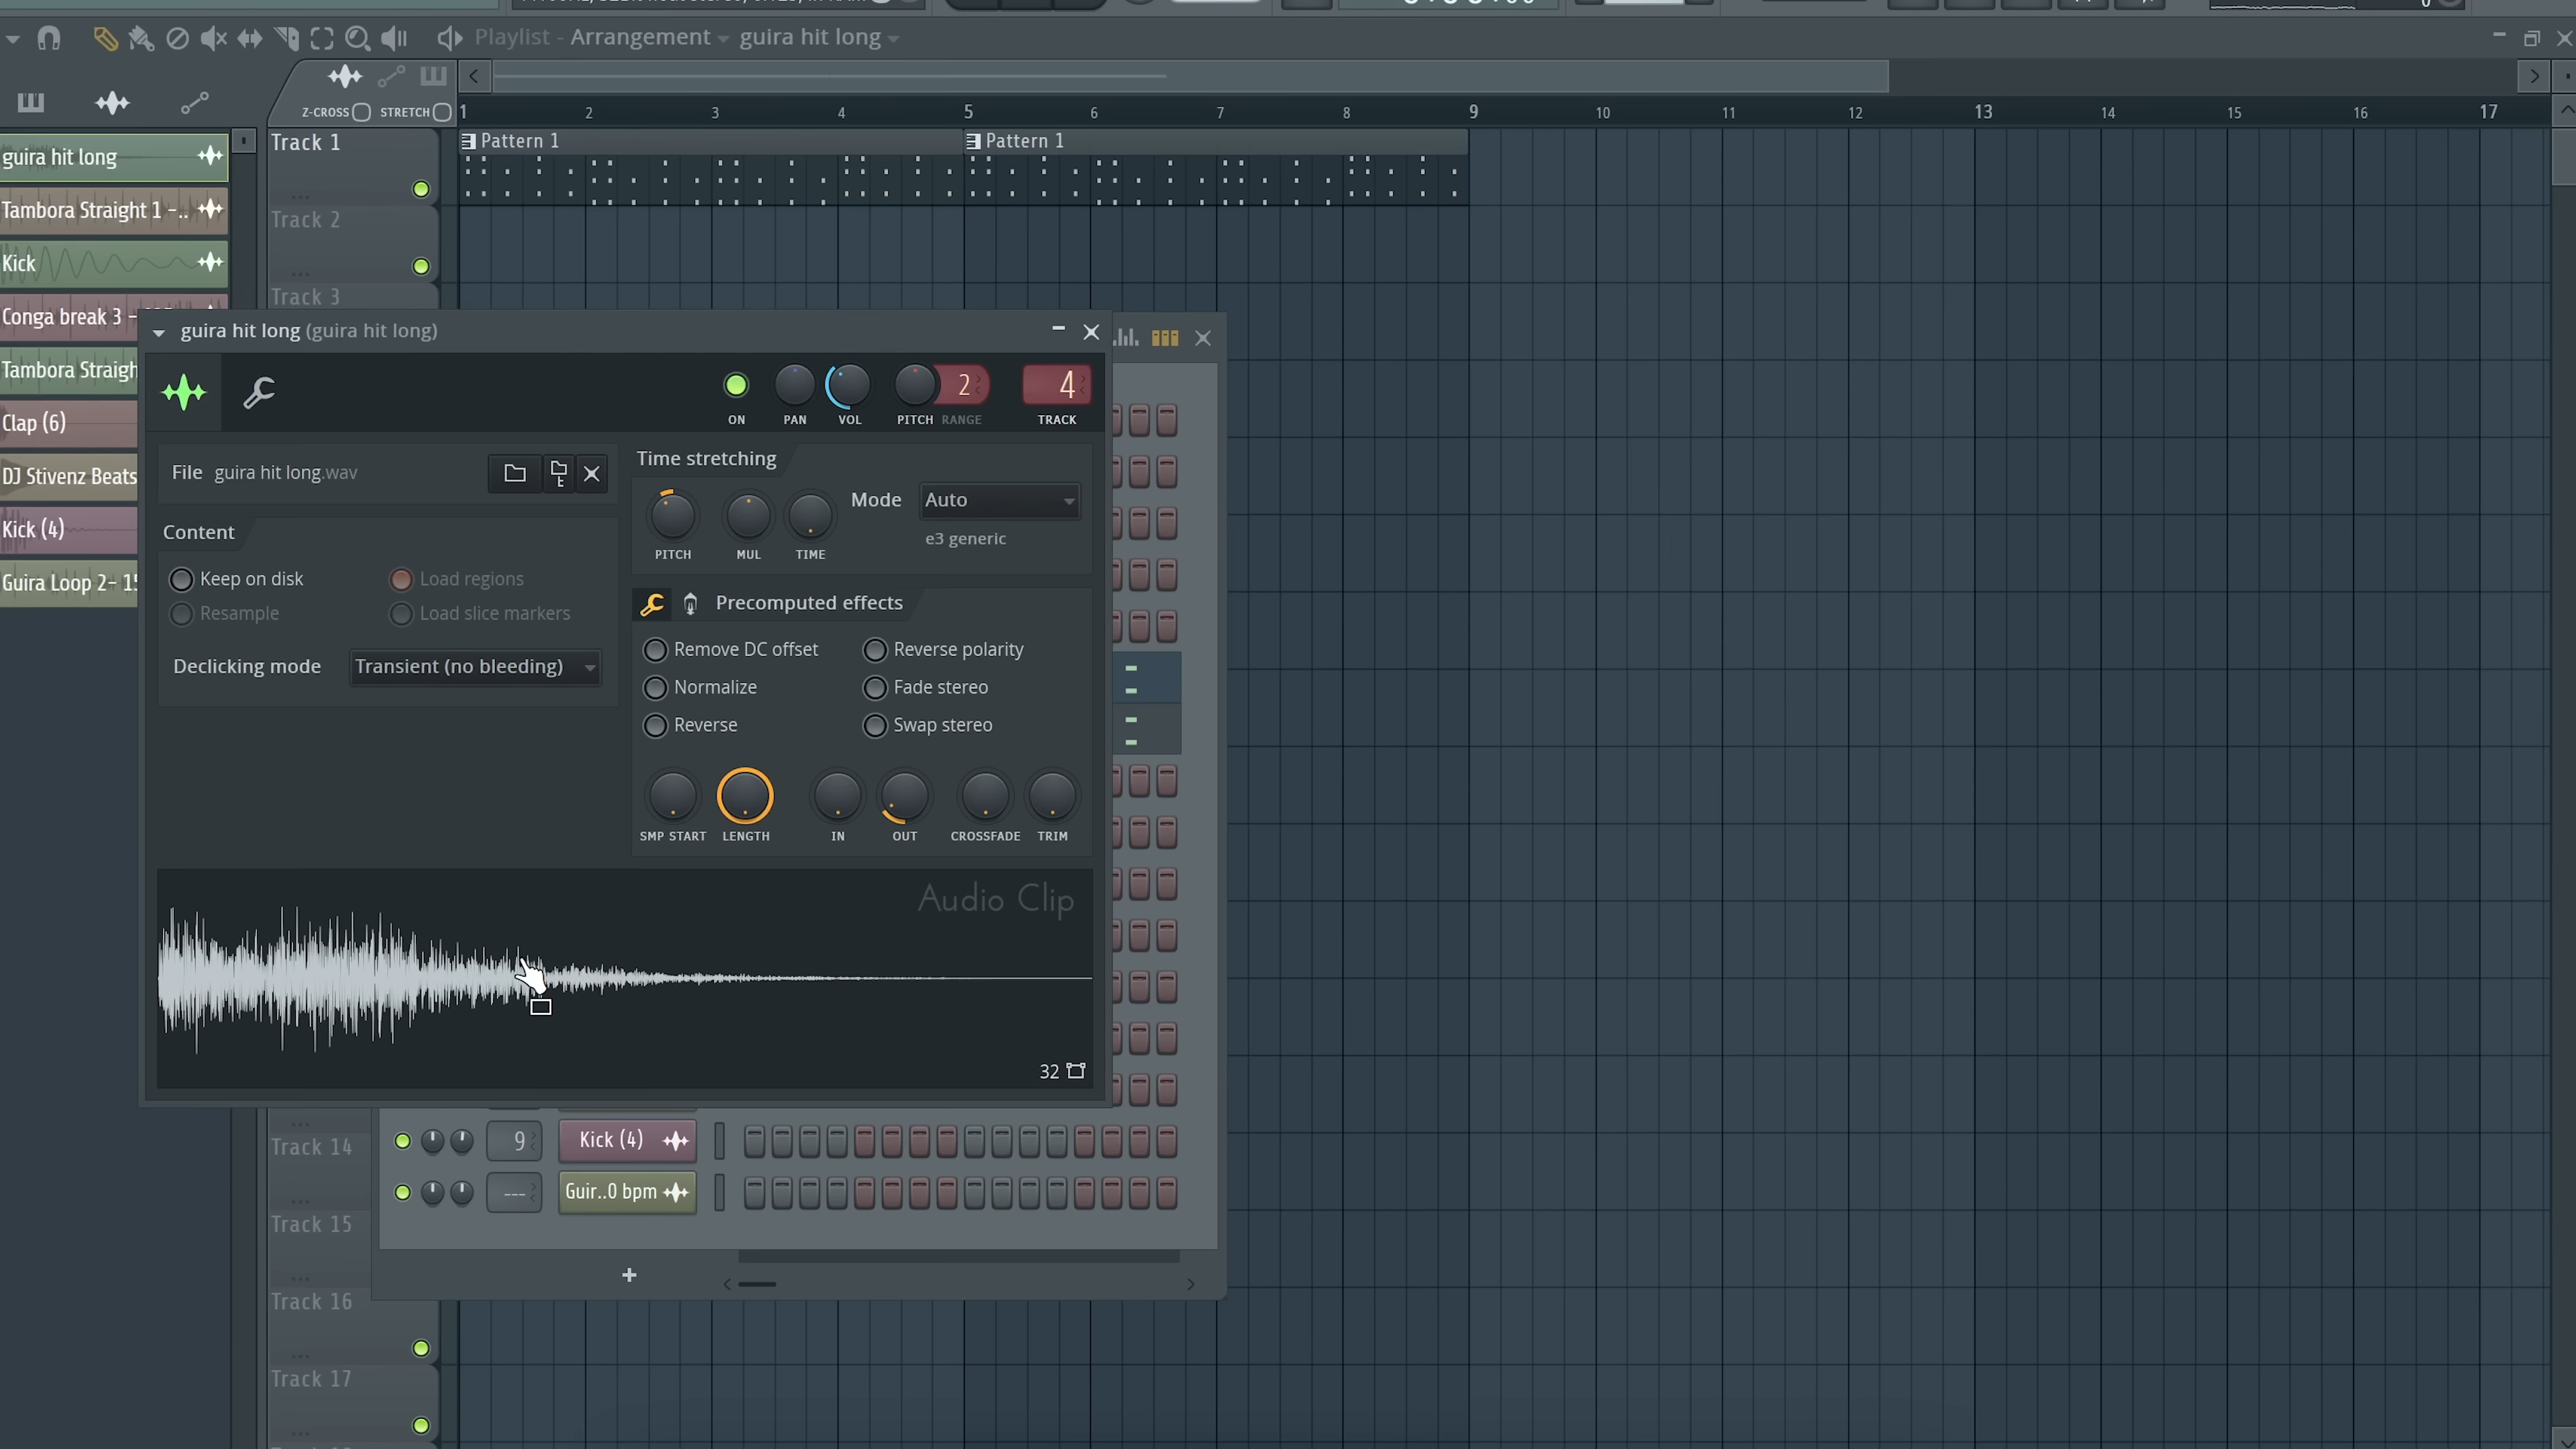 Playlist - Arrangement guira hit long
Z-CROSS STRETCH
1 2 3 4 5 6 7 8 9 10 11 12 13 14 15 16 17
guira hit long
Tambora Straight 1 -..
Kick
Conga break 3 -
Tambora Straigh
Clap (6)
DJ Stivenz Beats
Kick (4)
Guira Loop 2- 15
Track 1
Pattern 1
Pattern 1
Track 2
Track 3
guira hit long (guira hit long)
2
4
ON PAN VOL PITCH RANGE TRACK
File guira hit long.wav
Content
Keep on disk
Load regions
Resample
Load slice markers
Declicking mode Transient (no bleeding)
Time stretching
Mode Auto
e3 generic
PITCH MUL TIME
Precomputed effects
Remove DC offset
Reverse polarity
Normalize
Fade stereo
Reverse
Swap stereo
SMP START LENGTH IN OUT CROSSFADE TRIM
Audio Clip
32
Track 14
Track 15
Track 16
Track 17
9 Kick (4)
--- Guir..0 bpm
+